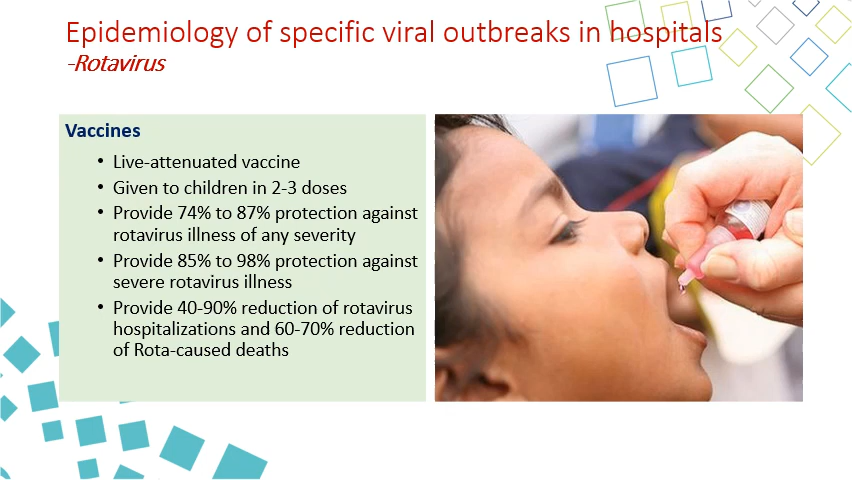 Epidemiology of specific viral outbreaks in hospitals
-Rotavirus
Vaccines
• Live-attenuated vaccine
• Given to children in 2-3 doses
• Provide 74% to 87% protection against
rotavirus illness of any severity
• Provide 85% to 98% protection against
severe rotavirus illness
• Provide 40-90% reduction of rotavirus
hospitalizations and 60-70% reduction
of Rota-caused deaths